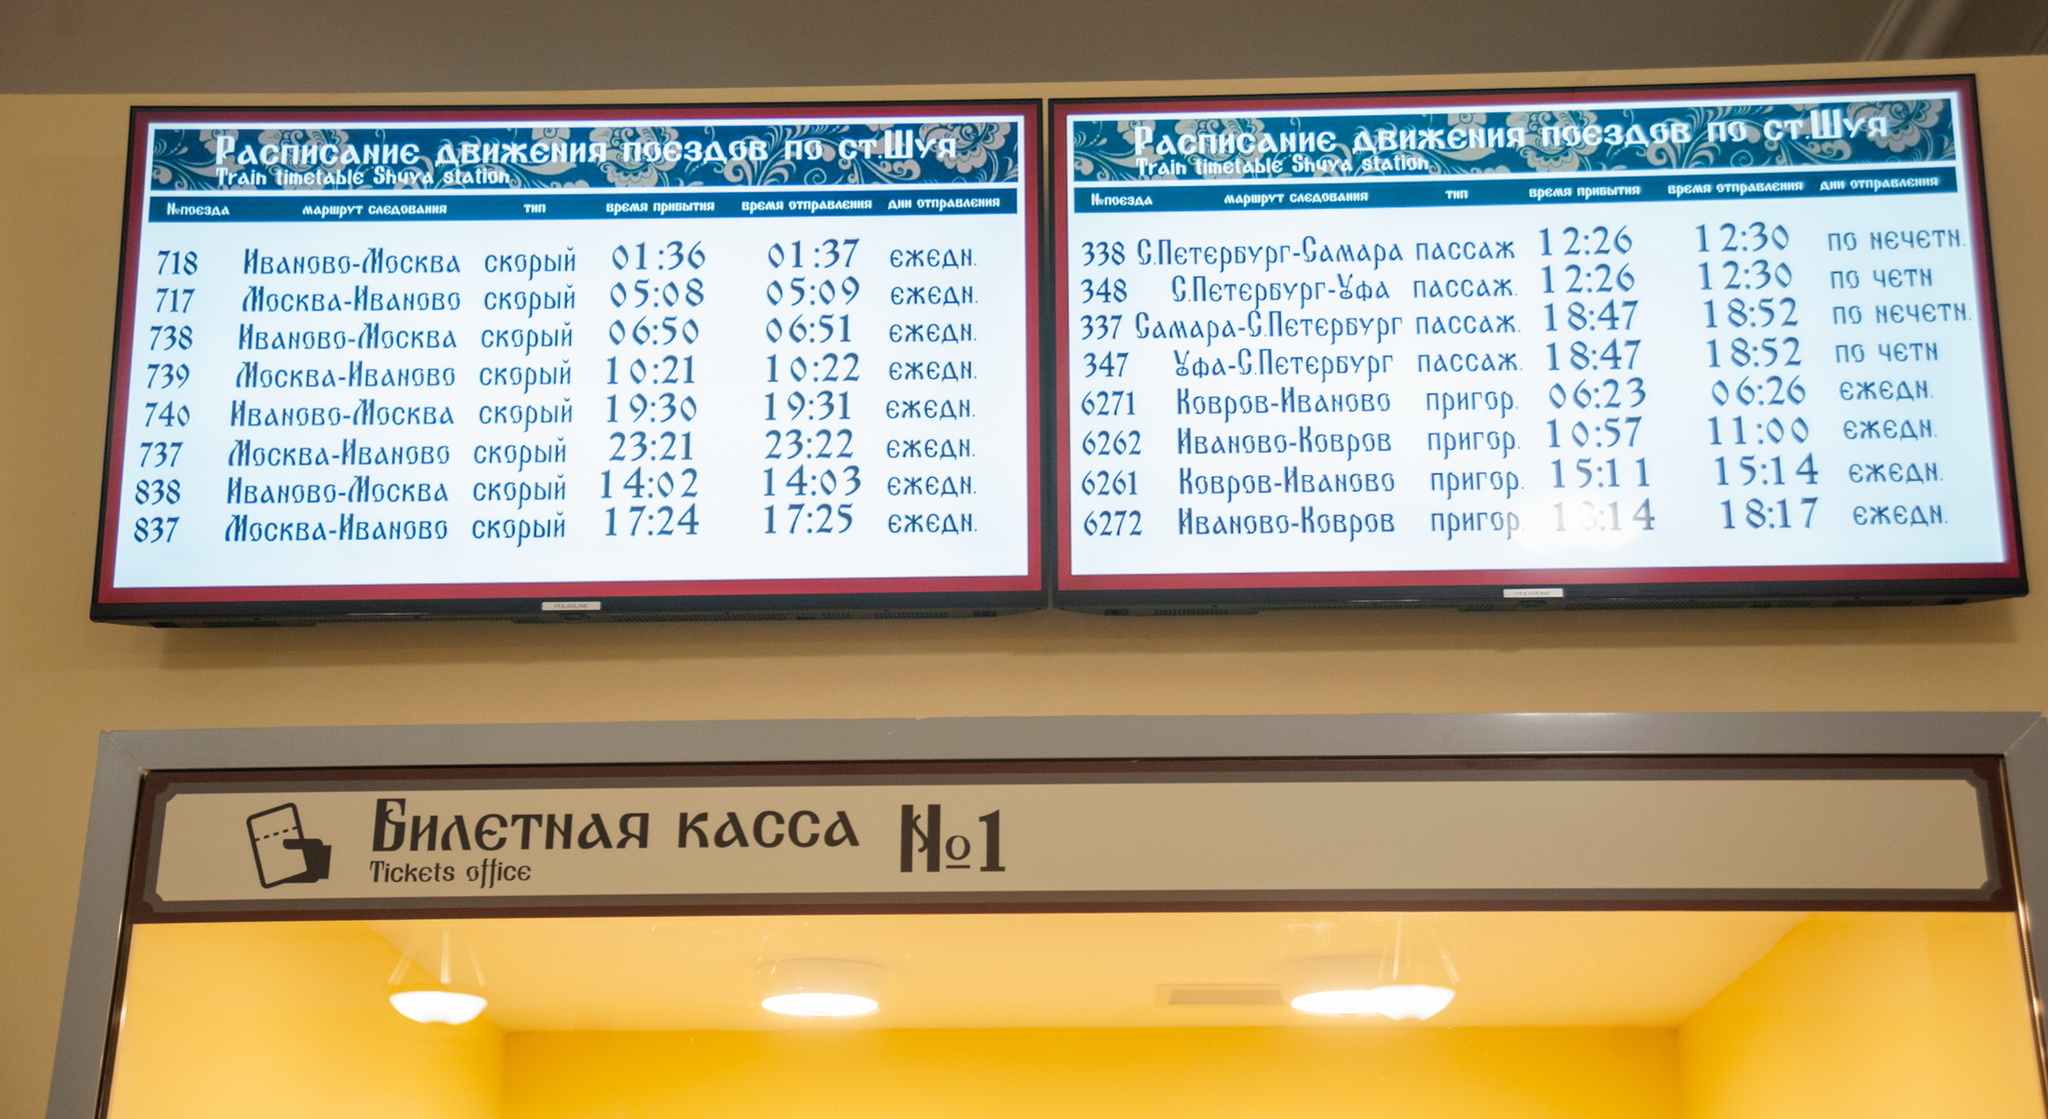 Расписание движения поездов по ст.Шуя
Train timetable Shuya station
№поезда маршрут следования тип время прибытия время отправления дни отправления
718 Иваново-Москва скорый 01:36 01:37 ежедн.
717 Москва-Иваново скорый 05:08 05:09 ежедн.
738 Иваново-Москва скорый 06:50 06:51 ежедн.
739 Москва-Иваново скорый 10:21 10:22 ежедн.
740 Иваново-Москва скорый 19:30 19:31 ежедн.
737 Москва-Иваново скорый 23:21 23:22 ежедн.
838 Иваново-Москва скорый 14:02 14:03 ежедн.
837 Москва-Иваново скорый 17:24 17:25 ежедн.
POLARLINE
Расписание движения поездов по ст.Шуя
Train timetable Shuya station
№поезда маршрут следования тип время прибытия время отправления дни отправления
338 С.Петербург-Самара пассаж 12:26 12:30 по нечетн.
348 С.Петербург-Уфа пассаж. 12:26 12:30 по четн
337 Самара-С.Петербург пассаж. 18:47 18:52 по нечетн.
347 Уфа-С.Петербург пассаж. 18:47 18:52 по четн
6271 Ковров-Иваново пригор. 06:23 06:26 ежедн.
6262 Иваново-Ковров пригор. 10:57 11:00 ежедн.
6261 Ковров-Иваново пригор. 15:11 15:14 ежедн.
6272 Иваново-Ковров пригор. 18:14 18:17 ежедн.
Билетная касса №1
Tickets office